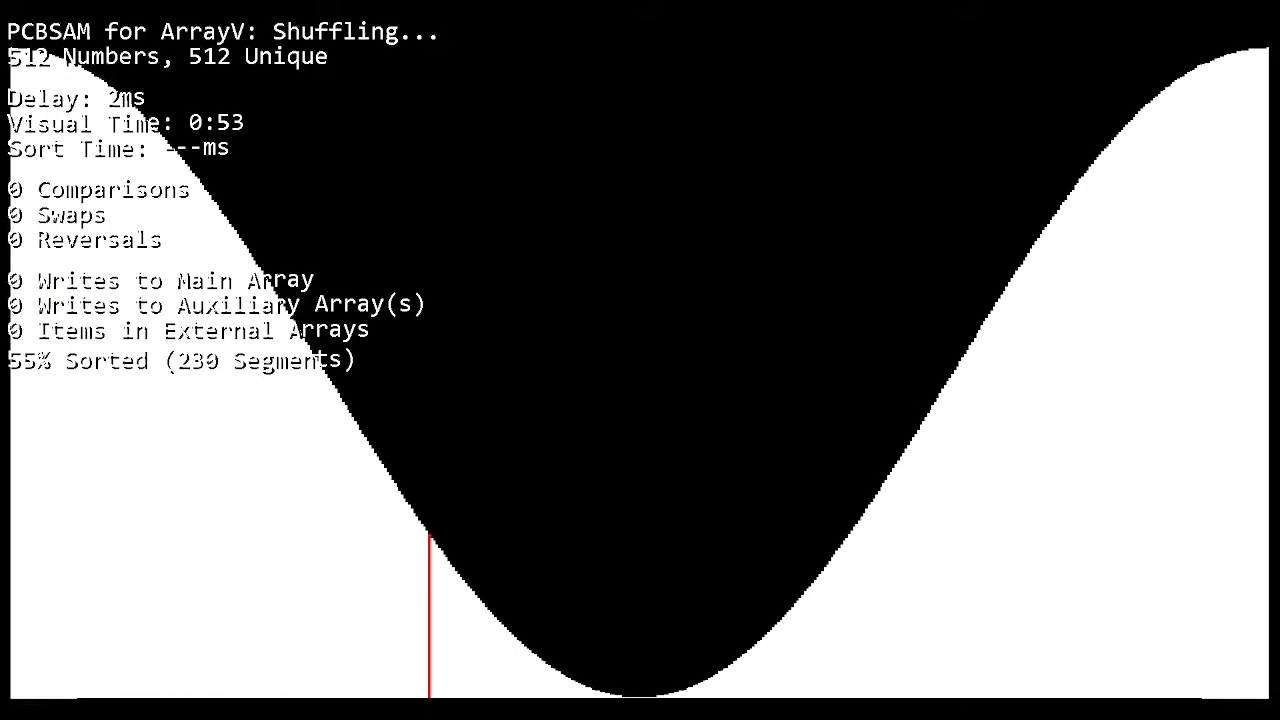 PCBSAM for ArrayV: Shuffling...
512 Numbers, 512 Unique
Delay: 2ms
Visual Time: 0:53
Sort Time: ---ms
0 Comparisons
0 Swaps
0 Reversals
0 Writes to Main Array
0 Writes to Auxiliary Array(s)
0 Items in External Arrays
55% Sorted (230 Segments)